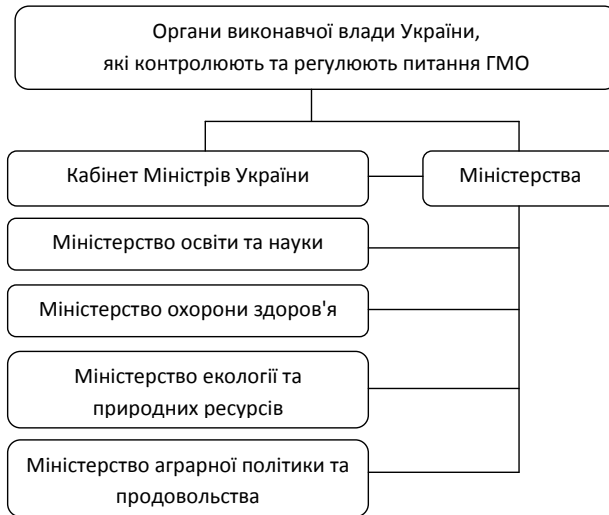 Органи виконавчої влади України,
які контролюють та регулюють питання ГМО
Кабінет Міністрів України
Міністерства
Міністерство освіти та науки
Міністерство охорони здоров'я
Міністерство екології та
природних ресурсів
Міністерство аграрної політики та
продовольства